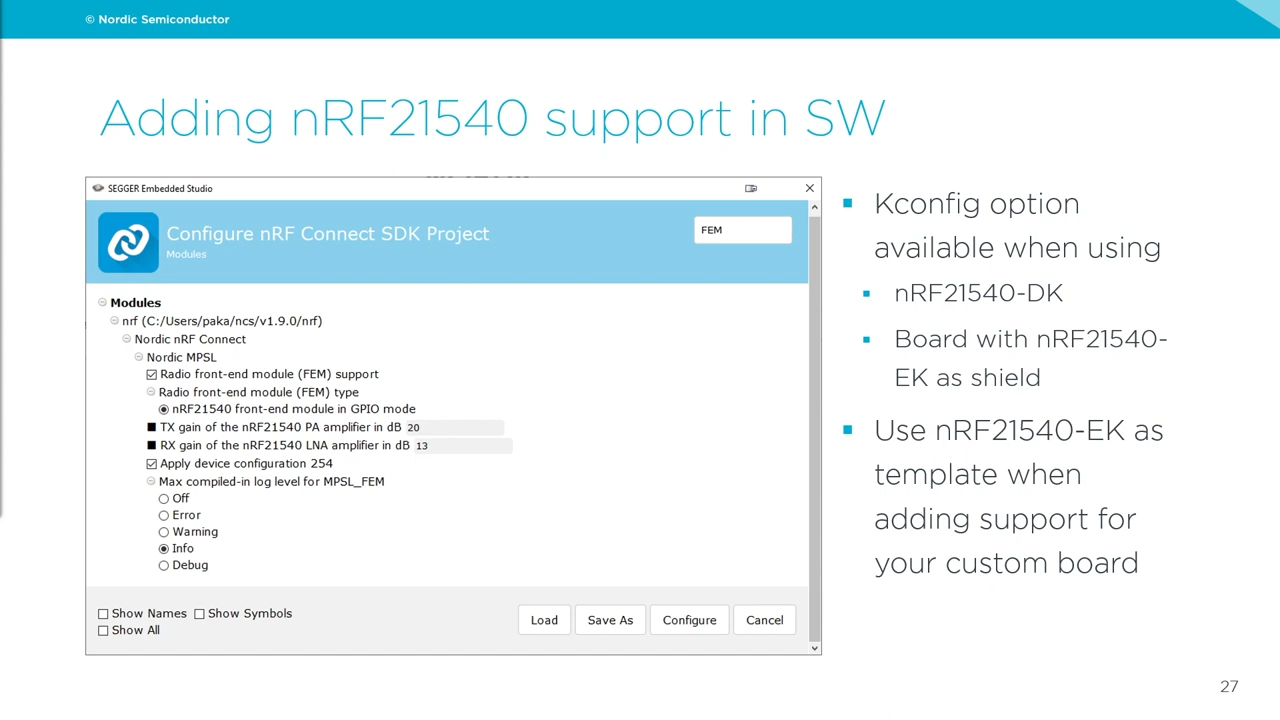 © Nordic Semiconductor
Adding nRF21540 support in SW
SEGGER Embedded Studio
Configure nRF Connect SDK Project
Modules
FEM
Modules
nrf (C:/Users/paka/ncs/v1.9.0/nrf)
Nordic nRF Connect
Nordic MPSL
Radio front-end module (FEM) support
Radio front-end module (FEM) type
nRF21540 front-end module in GPIO mode
TX gain of the nRF21540 PA amplifier in dB 20
RX gain of the nRF21540 LNA amplifier in dB 13
Apply device configuration 254
Max compiled-in log level for MPSL_FEM
Off
Error
Warning
Info
Debug
Show Names Show Symbols
Show All
Load Save As Configure Cancel
Kconfig option
available when using
nRF21540-DK
Board with nRF21540-
EK as shield
Use nRF21540-EK as
template when
adding support for
your custom board
27